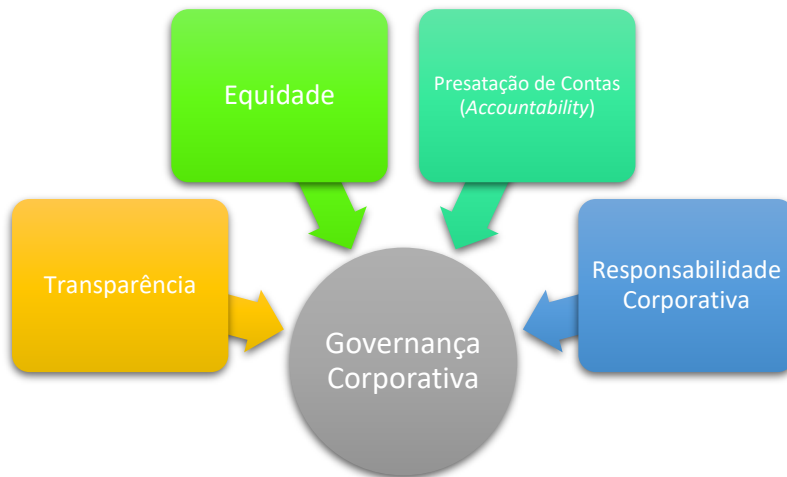 Equidade
Presatação de Contas
(Accountability)
Transparência
Responsabilidade
Corporativa
Governança
Corporativa